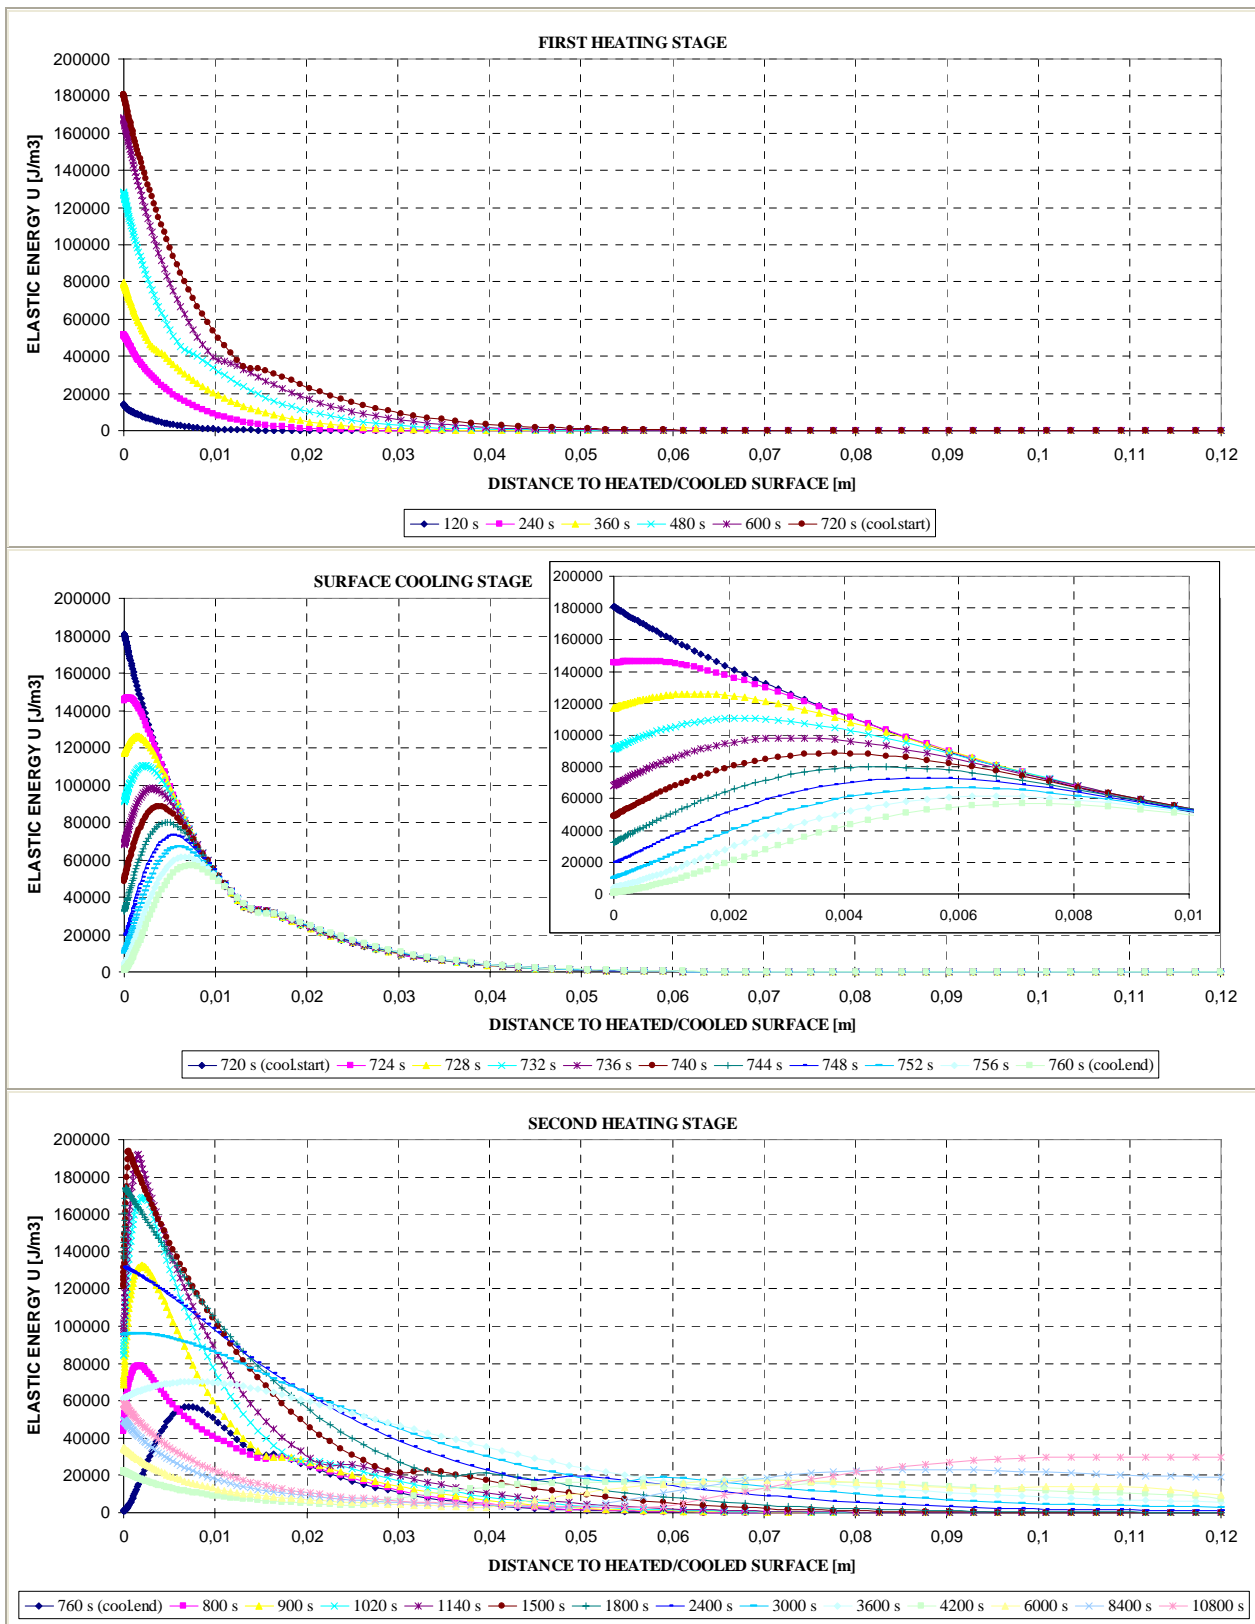 FIRST HEATING STAGE
ELASTIC ENERGY U [J/m3]
200000
180000
160000
140000
120000
100000
80000
60000
40000
20000
0
0 0,01 0,02 0,03 0,04 0,05 0,06 0,07 0,08 0,09 0,1 0,11 0,12
DISTANCE TO HEATED/COOLED SURFACE [m]
120 s 240 s 360 s 480 s 600 s 720 s (cool.start)
SURFACE COOLING STAGE
ELASTIC ENERGY U [J/m3]
200000
180000
160000
140000
120000
100000
80000
60000
40000
20000
0
0 0,01 0,02 0,03 0,04 0,05 0,06 0,07 0,08 0,09 0,1 0,11 0,12
DISTANCE TO HEATED/COOLED SURFACE [m]
200000
180000
160000
140000
120000
100000
80000
60000
40000
20000
0
0 0,002 0,004 0,006 0,008 0,01
720 s (cool.start) 724 s 728 s 732 s 736 s 740 s 744 s 748 s 752 s 756 s 760 s (cool.end)
SECOND HEATING STAGE
ELASTIC ENERGY U [J/m3]
200000
180000
160000
140000
120000
100000
80000
60000
40000
20000
0
0 0,01 0,02 0,03 0,04 0,05 0,06 0,07 0,08 0,09 0,1 0,11 0,12
DISTANCE TO HEATED/COOLED SURFACE [m]
760 s (cool.end) 800 s 900 s 1020 s 1140 s 1500 s 1800 s 2400 s 3000 s 3600 s 4200 s 6000 s 8400 s 10800 s